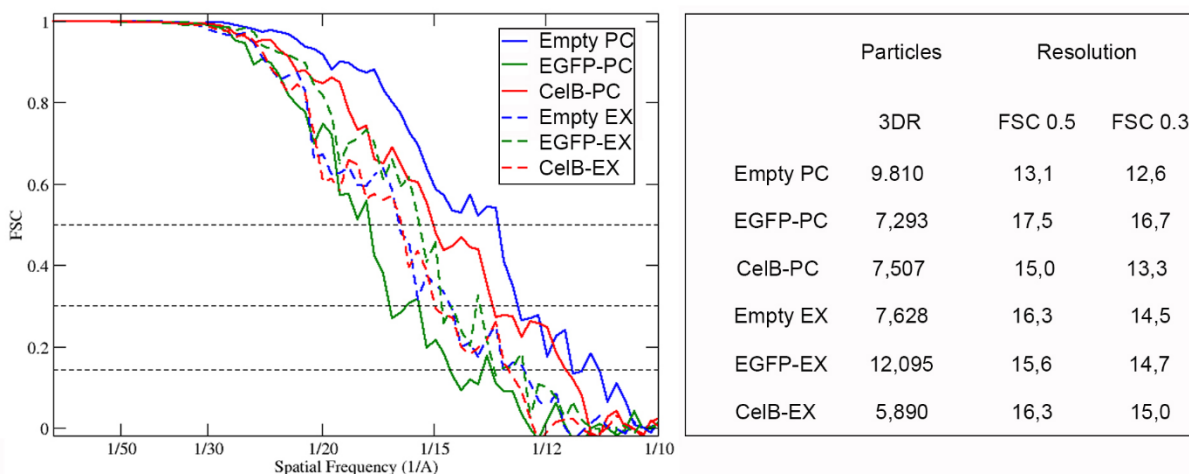 1
0.8
0.6
0.4
0.2
0
FSC
1/50
1/30
1/20
1/15
1/12
1/10
Spatial Frequency (1/A)
Empty PC
EGFP-PC
CelB-PC
Empty EX
EGFP-EX
CelB-EX
Particles Resolution
3DR FSC 0.5 FSC 0.3
Empty PC 9.810 13,1 12,6
EGFP-PC 7,293 17,5 16,7
CelB-PC 7,507 15,0 13,3
Empty EX 7,628 16,3 14,5
EGFP-EX 12,095 15,6 14,7
CelB-EX 5,890 16,3 15,0